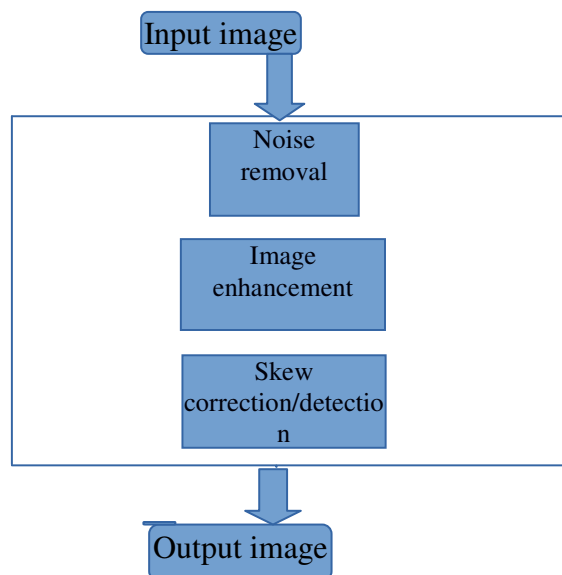 Input image
Noise
removal
Image
enhancement
Skew
correction/detectio
n
Output image